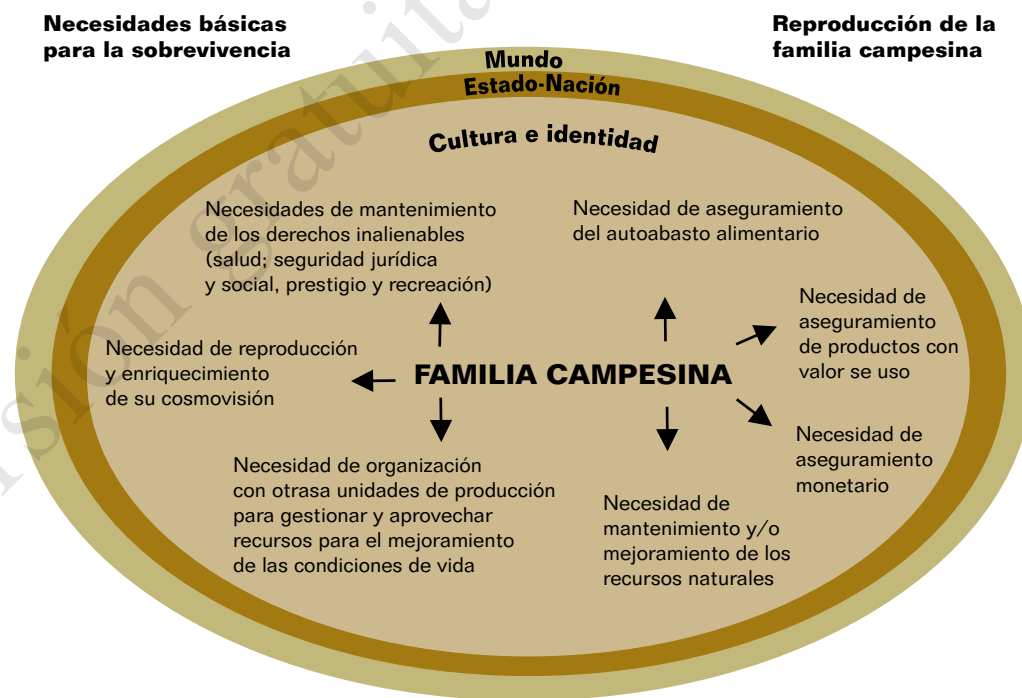 Necesidades básicas
para la sobrevivencia
Reproducción de la
familia campesina
Mundo
Estado-Nación
Cultura e identidad
Necesidades de mantenimiento
de los derechos inalienables
(salud; seguridad jurídica
y social, prestigio y recreación)
Necesidad de aseguramiento
del autoabasto alimentario
Necesidad de
aseguramiento
de productos con
valor se uso
Necesidad de reproducción
y enriquecimiento
de su cosmovisión
FAMILIA CAMPESINA
Necesidad de
aseguramiento
monetario
Necesidad de organización
con otrasa unidades de producción
para gestionar y aprovechar
recursos para el mejoramiento
de las condiciones de vida
Necesidad de
mantenimiento y/o
mejoramiento de los
recursos naturales
gratuita